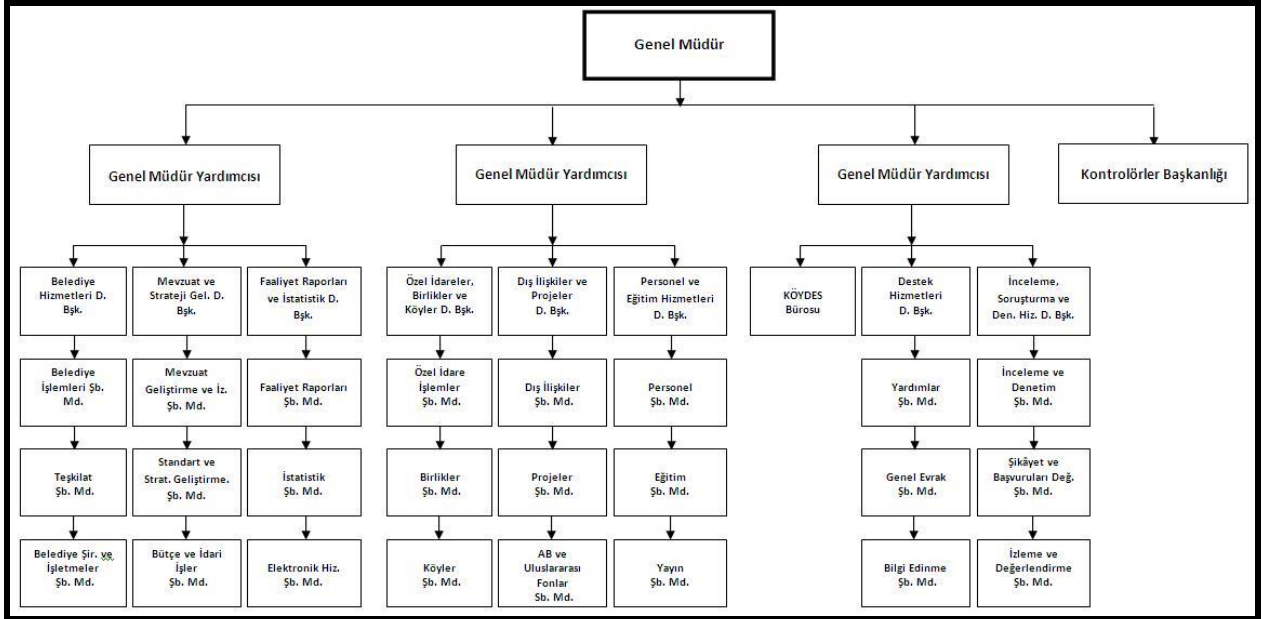 Genel Müdür
Genel Müdür Yardımcısı
Genel Müdür Yardımcısı
Genel Müdür Yardımcısı
Kontrolörler Başkanlığı
Belediye
Hizmetleri D.
Bşk.
Mevzuat ve
Strateji Gel. D.
Bşk.
Faaliyet Raporları
ve İstatistik D.
Bşk.
Özel İdareler,
Birlikler ve
Köyler D. Bşk.
Dış İlişkiler ve
Projeler
D. Bşk.
Personel ve
Eğitim Hizmetleri
D. Bşk.
KÖYDES
Bürosu
Destek
Hizmetleri
D. Bşk.
İnceleme,
Soruşturma ve
Den. Hiz. D. Bşk.
Belediye
İşlemleri Şb.
Md.
Mevzuat
Geliştirme ve İz.
Şb. Md.
Faaliyet Raporları
Şb. Md.
Özel İdare
İşlemler
Şb. Md.
Dış İlişkiler
Şb. Md.
Personel
Şb. Md.
Yardımlar
Şb. Md.
İnceleme ve
Denetim
Şb. Md.
Teşkilat
Şb. Md.
Standart ve
Strat. Geliştirme.
Şb. Md.
İstatistik
Şb. Md.
Birlikler
Şb. Md.
Projeler
Şb. Md.
Eğitim
Şb. Md.
Genel Evrak
Şb. Md.
Şikâyet ve
Başvuruları Değ.
Şb. Md.
Belediye Şir. ve
İşletmeler
Şb. Md.
Bütçe ve İdari
İşler
Şb. Md.
Elektronik Hiz.
Şb. Md.
Köyler
Şb. Md.
AB ve
Uluslararası
Fonlar
Sb. Md.
Yayın
Şb. Md.
Bilgi Edinme
Şb. Md.
İzleme ve
Değerlendirme
Şb. Md.